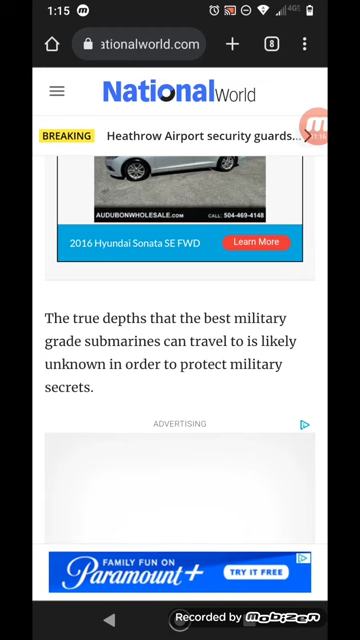 1:15
4G
ationalworld.com
8
NationalWorld
BREAKING Heathrow Airport security guards...
AUDUBONWHOLESALE.COM CALL: 504-469-4148
2016 Hyundai Sonata SE FWD Learn More
The true depths that the best military
grade submarines can travel to is likely
unknown in order to protect military
secrets.
ADVERTISING
FAMILY FUN ON
Paramount+ TRY IT FREE
Recorded by Mobizen